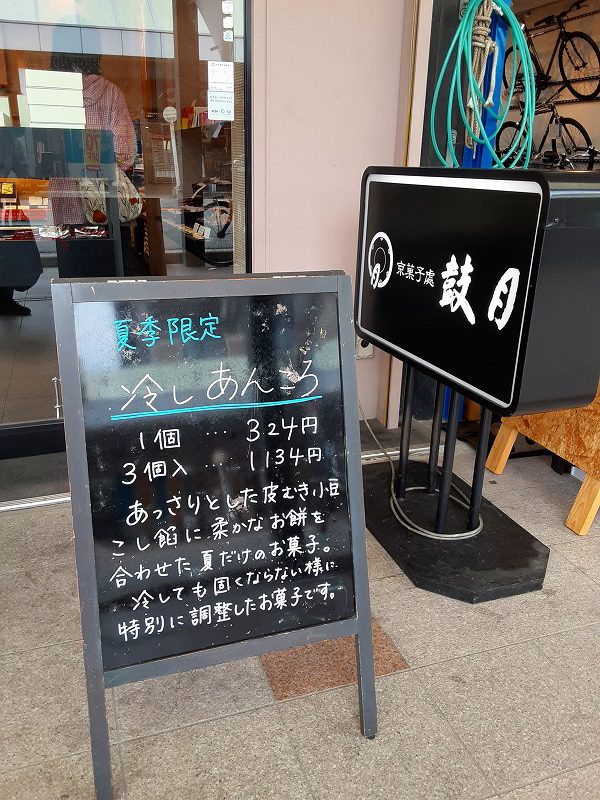 夏季限定
冷しあんころ
1個 … 324円
3個入 … 1134円
あっさりとした皮むき小豆
こし餡に柔かなお餅を
合わせた夏だけのお菓子。
冷しても固くならない様に
特別に調整したお菓子です。
京菓子處 鼓月